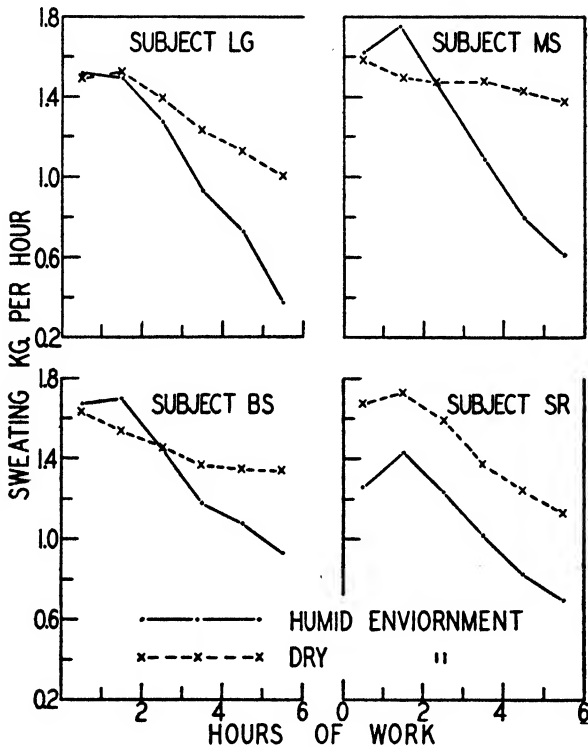 SUBJECT LG
SUBJECT MS
1.8
1.4
1.0
0.6
0.2
SWEATING KG. PER HOUR
SUBJECT BS
SUBJECT SR
1.8
1.4
1.0
0.6
0.2
HUMID ENVIORNMENT
DRY "
2 4 6
0 2 4 6
HOURS OF WORK